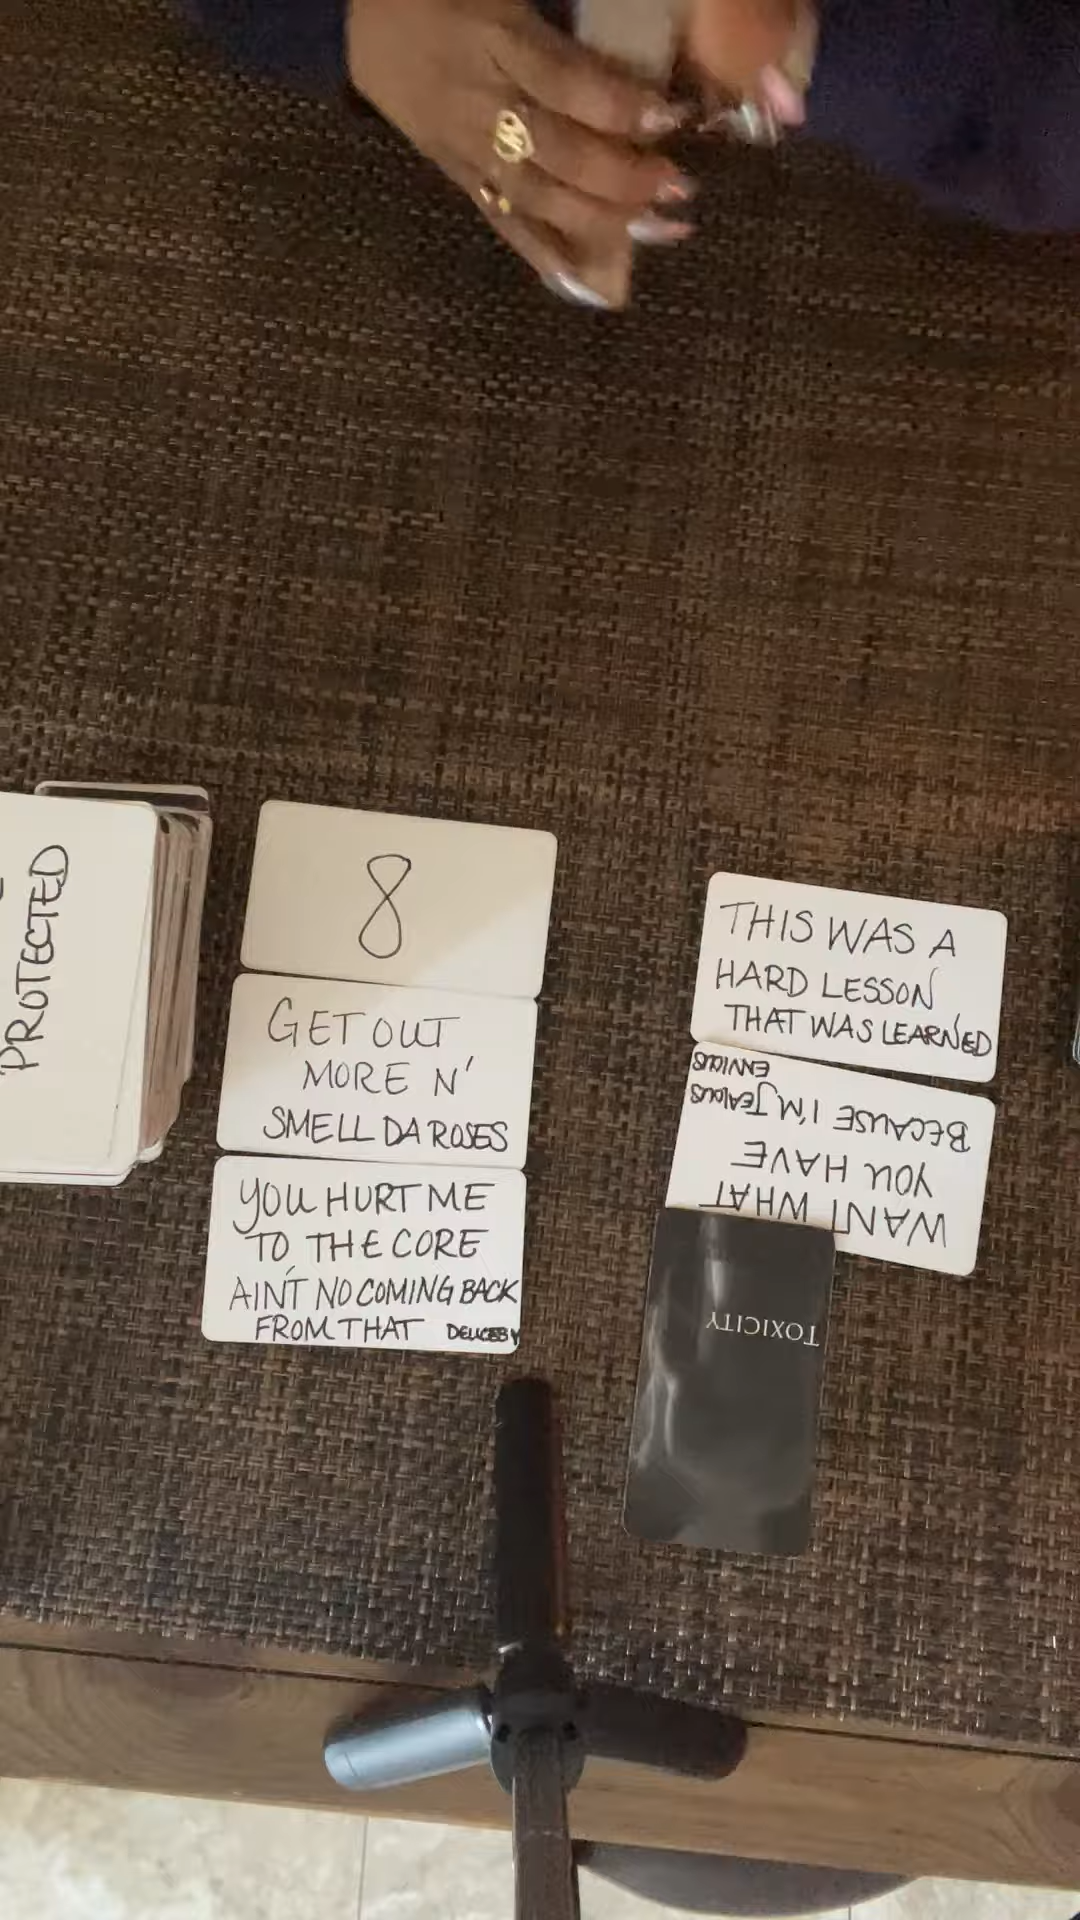 PROTECTED
8
GET OUT
MORE N'
SMELL DA ROSES
YOU HURT ME
TO THE CORE
AIN'T NO COMING BACK
FROM THAT
THIS WAS A
HARD LESSON
THAT WAS LEARNED
WANT WHAT
YOU HAVE
BECAUSE I'M JEALOUS
ENVIOUS
TOXICITY